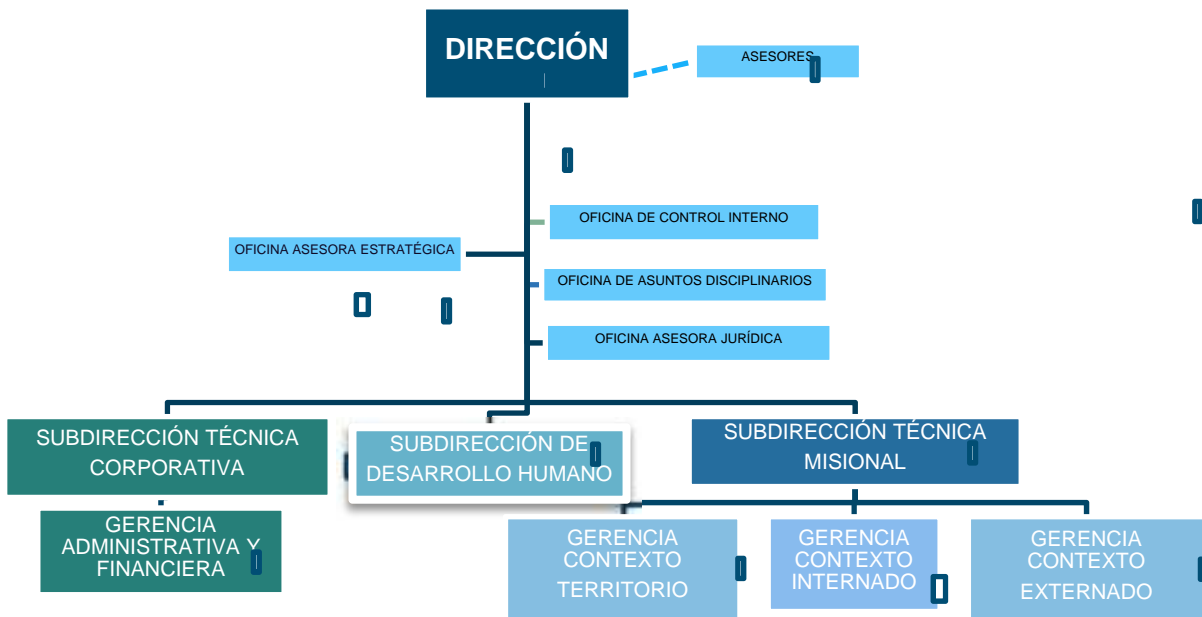 DIRECCIÓN
ASESORES
OFICINA DE CONTROL INTERNO
OFICINA ASESORA ESTRATÉGICA
OFICINA DE ASUNTOS DISCIPLINARIOS
OFICINA ASESORA JURÍDICA
SUBDIRECCIÓN TÉCNICA
CORPORATIVA
SUBDIRECCIÓN DE
DESARROLLO HUMANO
SUBDIRECCIÓN TÉCNICA
MISIONAL
GERENCIA
ADMINISTRATIVA Y
FINANCIERA
GERENCIA
CONTEXTO
TERRITORIO
GERENCIA
CONTEXTO
INTERNADO
GERENCIA
CONTEXTO
EXTERNADO